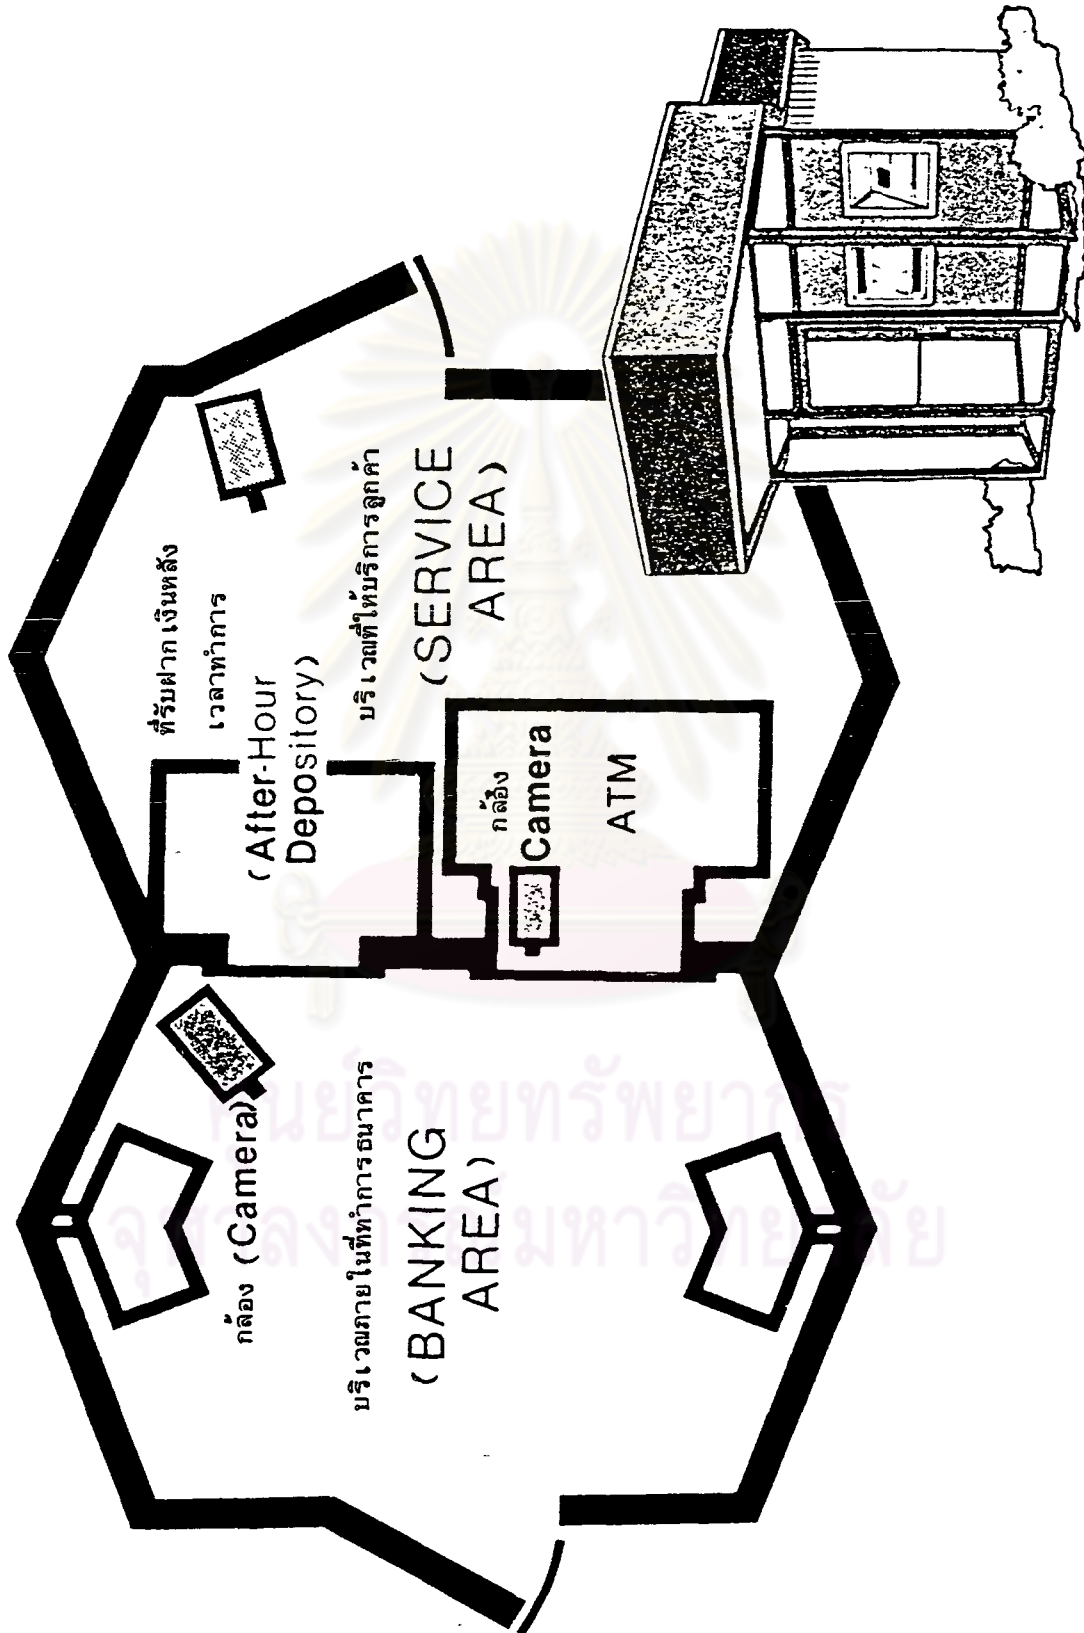 ที่รับฝากเงินหลัง
เวลาทำการ
(After-Hour
Depository)
บริเวณที่ให้บริการลูกค้า
(SERVICE
AREA)
กล้อง
Camera
ATM
กล้อง (Camera)
บริเวณภายในที่ทำการธนาคาร
(BANKING
AREA)
ศูนย์วิทยทรัพยากร
จุฬาลงกรณ์มหาวิทยาลัย